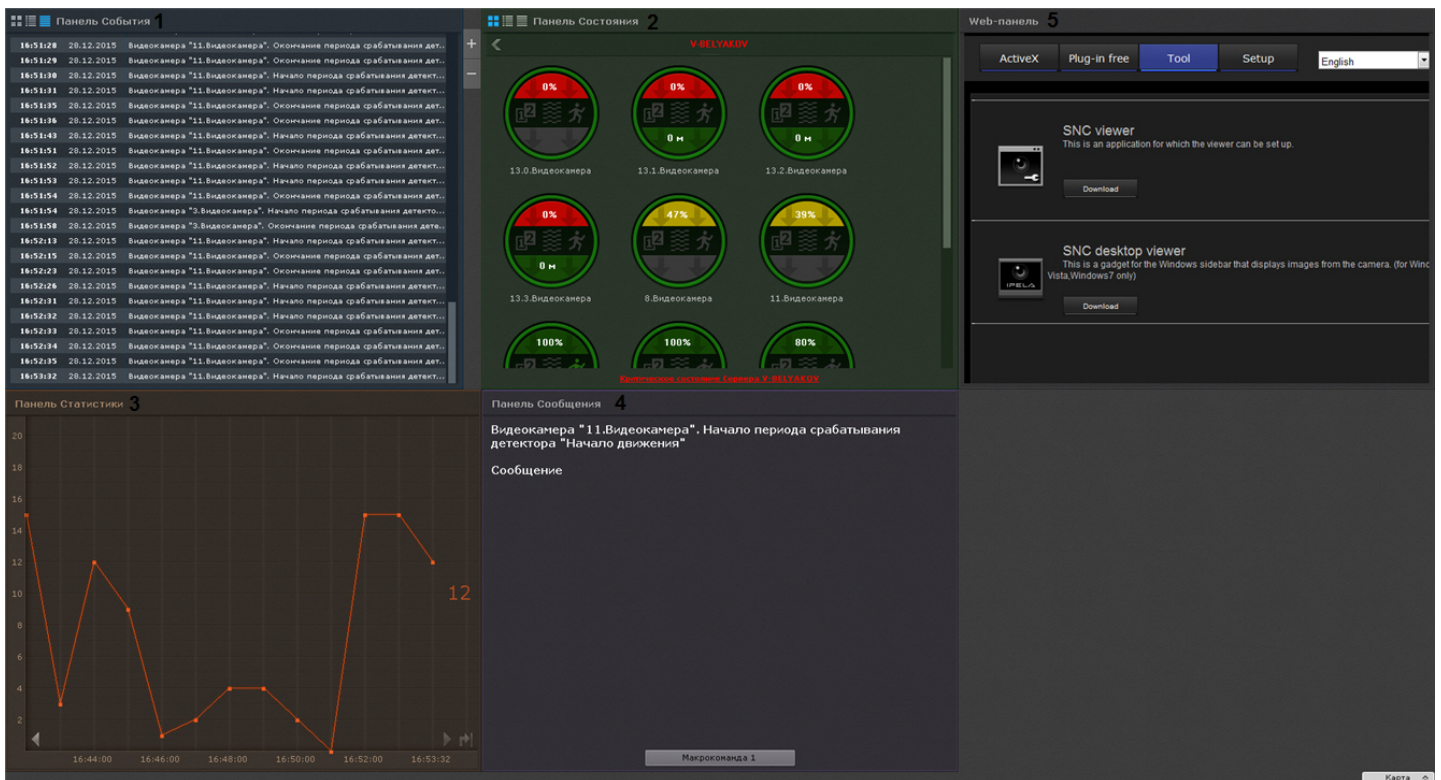 Панель События 1
16:51:28 28.12.2015 Видеокамера "11.Видеокамера". Окончание периода срабатывания дет..
16:51:29 28.12.2015 Видеокамера "11.Видеокамера". Окончание периода срабатывания дет..
16:51:30 28.12.2015 Видеокамера "11.Видеокамера". Начало периода срабатывания детект...
16:51:31 28.12.2015 Видеокамера "11.Видеокамера". Начало периода срабатывания детект...
16:51:35 28.12.2015 Видеокамера "11.Видеокамера". Окончание периода срабатывания дет..
16:51:36 28.12.2015 Видеокамера "11.Видеокамера". Окончание периода срабатывания дет..
16:51:43 28.12.2015 Видеокамера "11.Видеокамера". Начало периода срабатывания детект...
16:51:51 28.12.2015 Видеокамера "11.Видеокамера". Окончание периода срабатывания дет..
16:51:52 28.12.2015 Видеокамера "11.Видеокамера". Начало периода срабатывания детект...
16:51:53 28.12.2015 Видеокамера "11.Видеокамера". Начало периода срабатывания детект...
16:51:54 28.12.2015 Видеокамера "11.Видеокамера". Окончание периода срабатывания дет..
16:51:54 28.12.2015 Видеокамера "3.Видеокамера". Начало периода срабатывания детекто...
16:51:58 28.12.2015 Видеокамера "3.Видеокамера". Окончание периода срабатывания дете..
16:52:13 28.12.2015 Видеокамера "11.Видеокамера". Начало периода срабатывания детект...
16:52:15 28.12.2015 Видеокамера "11.Видеокамера". Окончание периода срабатывания дет..
16:52:23 28.12.2015 Видеокамера "11.Видеокамера". Начало периода срабатывания детект...
16:52:26 28.12.2015 Видеокамера "11.Видеокамера". Окончание периода срабатывания дет..
16:52:31 28.12.2015 Видеокамера "11.Видеокамера". Начало периода срабатывания детект...
16:52:32 28.12.2015 Видеокамера "11.Видеокамера". Начало периода срабатывания детект...
16:52:33 28.12.2015 Видеокамера "11.Видеокамера". Окончание периода срабатывания дет..
16:52:34 28.12.2015 Видеокамера "11.Видеокамера". Окончание периода срабатывания дет..
16:52:35 28.12.2015 Видеокамера "11.Видеокамера". Окончание периода срабатывания дет..
16:53:32 28.12.2015 Видеокамера "11.Видеокамера". Начало периода срабатывания детект...
Панель Состояния 2
V-BELYAKOV
0% 0% 0%
12 12 12
0 м 0 м
13.0.Видеокамера 13.1.Видеокамера 13.2.Видеокамера
0% 47% 39%
12 12 12
0 м
13.3.Видеокамера 8.Видеокамера 11.Видеокамера
100% 100% 80%
Критическое состояние Сервера V-BELYAKOV
Web-панель 5
ActiveX Plug-in free Tool Setup English
SNC viewer
This is an application for which the viewer can be set up.
Download
SNC desktop viewer
This is a gadget for the Windows sidebar that displays images from the camera. (for Winc
Vista,Windows7 only)
IPELA
Download
Панель Статистики 3
20
18
16
14
12
10
8
6
4
2
12
16:44:00 16:46:00 16:48:00 16:50:00 16:52:00 16:53:32
Панель Сообщения 4
Видеокамера "11.Видеокамера". Начало периода срабатывания
детектора "Начало движения"
Сообщение
Макрокоманда 1
Карта